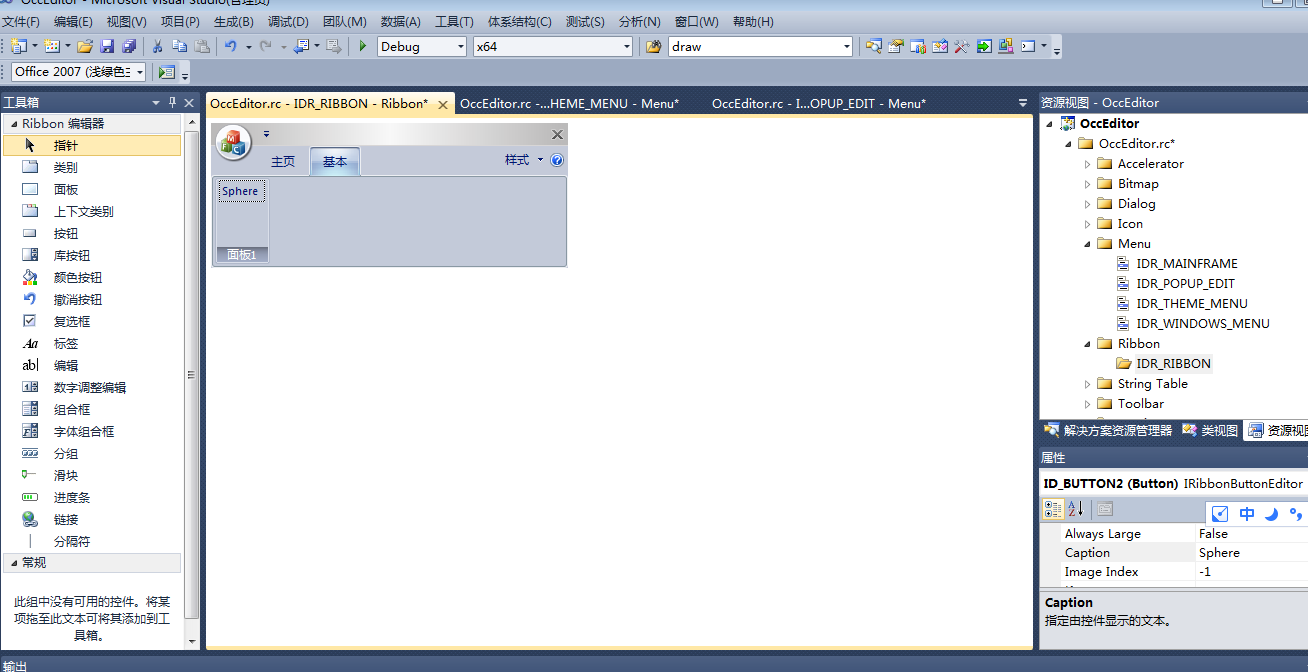 OccEditor - Microsoft Visual Studio(管理员)
文件(F) 编辑(E) 视图(V) 项目(P) 生成(B) 调试(D) 团队(M) 数据(A) 工具(T) 体系结构(C) 测试(S) 分析(N) 窗口(W) 帮助(H)
Debug x64 draw
Office 2007 (浅绿色主
工具箱
OccEditor.rc - IDR_RIBBON - Ribbon* OccEditor.rc -...HEME_MENU - Menu* OccEditor.rc - I...OPUP_EDIT - Menu*
Ribbon 编辑器
指针
类别
面板
上下文类别
按钮
库按钮
颜色按钮
撤消按钮
复选框
Aa 标签
ab| 编辑
数字调整编辑
组合框
字体组合框
分组
滑块
进度条
链接
分隔符
常规
此组中没有可用的控件。将某
项拖至此文本可将其添加到工
具箱。
主页 基本 样式
Sphere
面板1
资源视图 - OccEditor
OccEditor
OccEditor.rc*
Accelerator
Bitmap
Dialog
Icon
Menu
IDR_MAINFRAME
IDR_POPUP_EDIT
IDR_THEME_MENU
IDR_WINDOWS_MENU
Ribbon
IDR_RIBBON
String Table
Toolbar
解决方案资源管理器 类视图 资源视图
属性
ID_BUTTON2 (Button) IRibbonButtonEditor
中
Always Large False
Caption Sphere
Image Index -1
Caption
指定由控件显示的文本。
输出